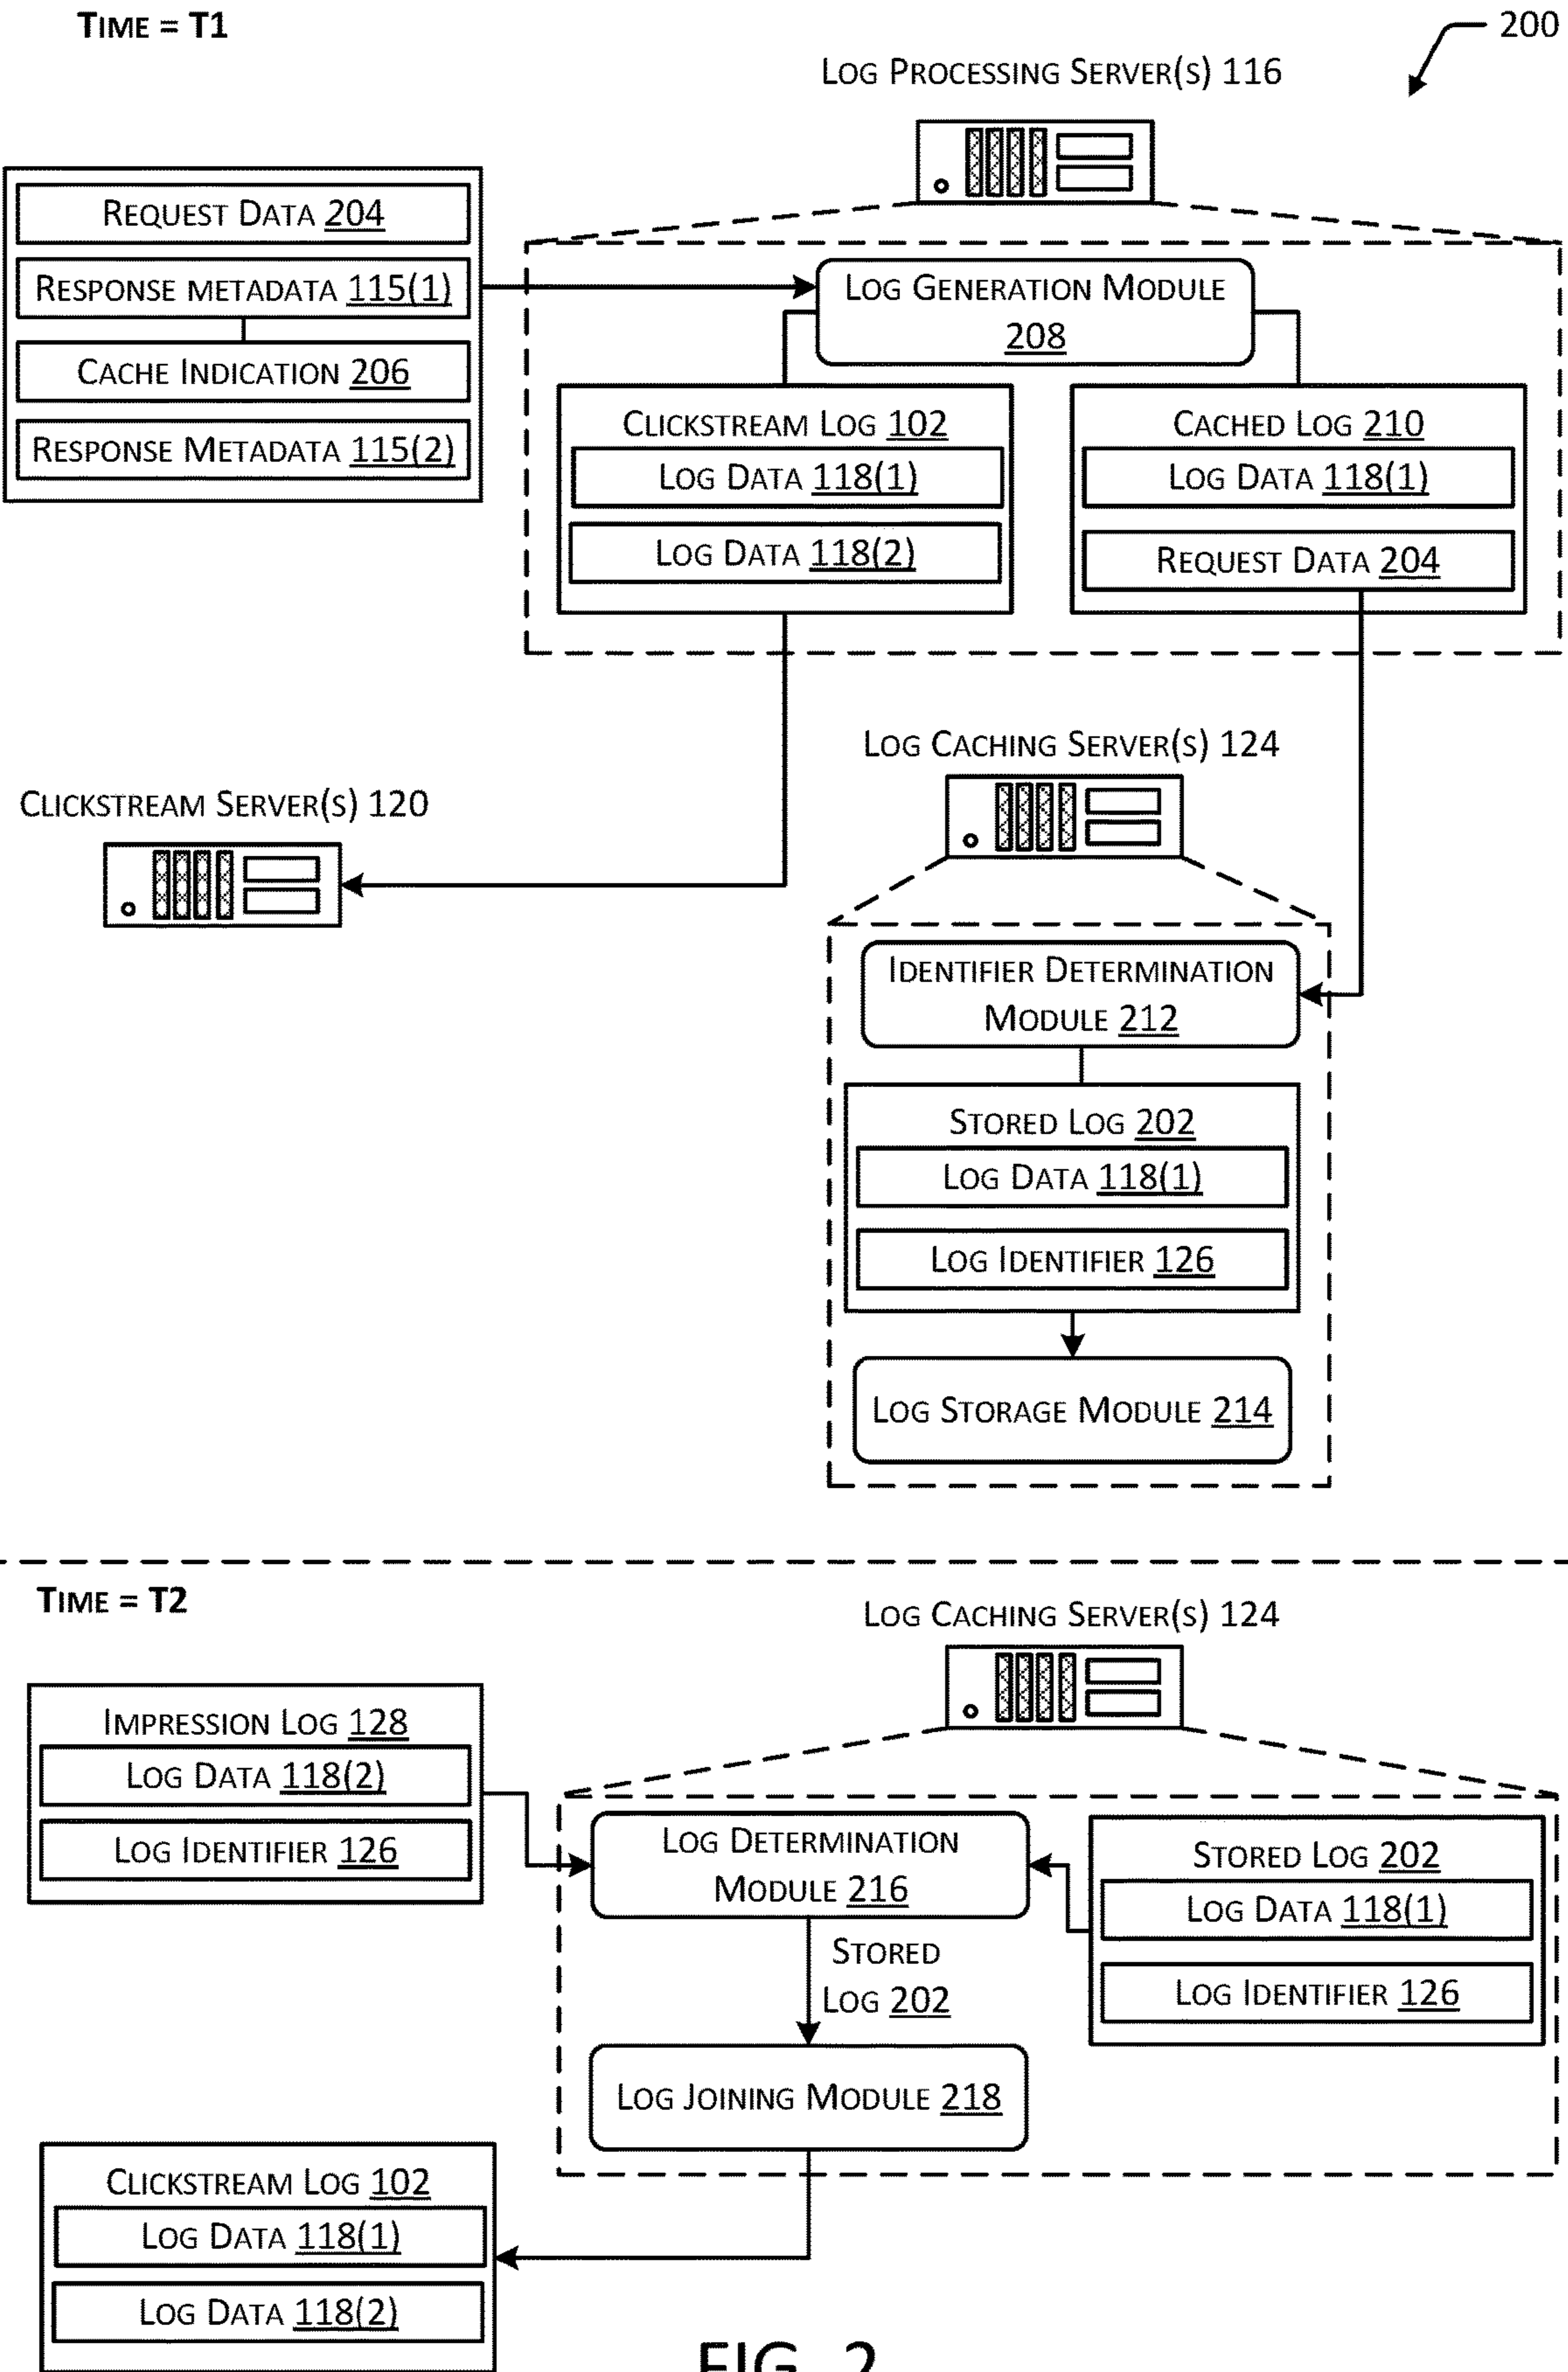 TIME = T1
200
LOG PROCESSING SERVER(S) 116
REQUEST DATA 204
RESPONSE METADATA 115(1)
CACHE INDICATION 206
RESPONSE METADATA 115(2)
LOG GENERATION MODULE
208
CLICKSTREAM LOG 102
LOG DATA 118(1)
LOG DATA 118(2)
CACHED LOG 210
LOG DATA 118(1)
REQUEST DATA 204
LOG CACHING SERVER(S) 124
CLICKSTREAM SERVER(S) 120
IDENTIFIER DETERMINATION
MODULE 212
STORED LOG 202
LOG DATA 118(1)
LOG IDENTIFIER 126
LOG STORAGE MODULE 214
TIME = T2
LOG CACHING SERVER(S) 124
IMPRESSION LOG 128
LOG DATA 118(2)
LOG IDENTIFIER 126
LOG DETERMINATION
MODULE 216
STORED LOG 202
LOG DATA 118(1)
LOG IDENTIFIER 126
STORED
LOG 202
LOG JOINING MODULE 218
CLICKSTREAM LOG 102
LOG DATA 118(1)
LOG DATA 118(2)
FIG. 2